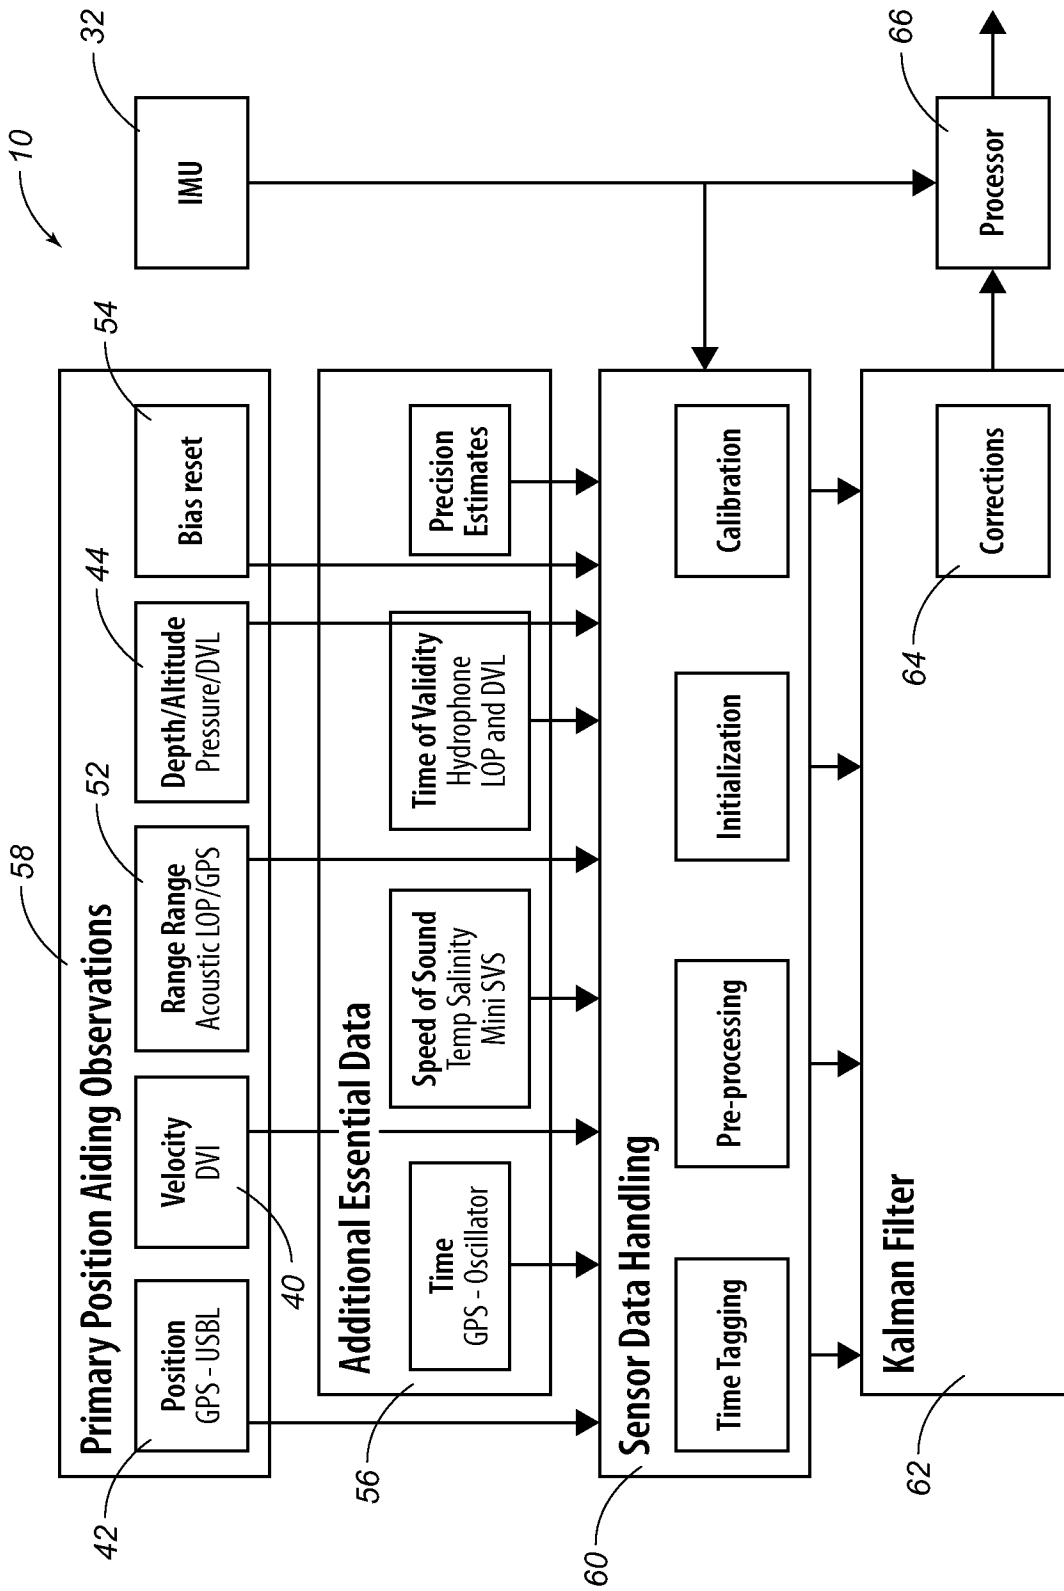 10
58
Primary Position Aiding Observations
42
Position
GPS - USBL
40
Velocity
DVI
52
Range Range
Acoustic LOP/GPS
44
Depth/Altitude
Pressure/DVL
54
Bias reset
32
IMU
56
Additional Essential Data
Time
GPS - Oscillator
Speed of Sound
Temp Salinity
Mini SVS
Time of Validity
Hydrophone
LOP and DVL
Precision
Estimates
60
Sensor Data Handling
Time Tagging
Pre-processing
Initialization
Calibration
62
Kalman Filter
64
Corrections
66
Processor